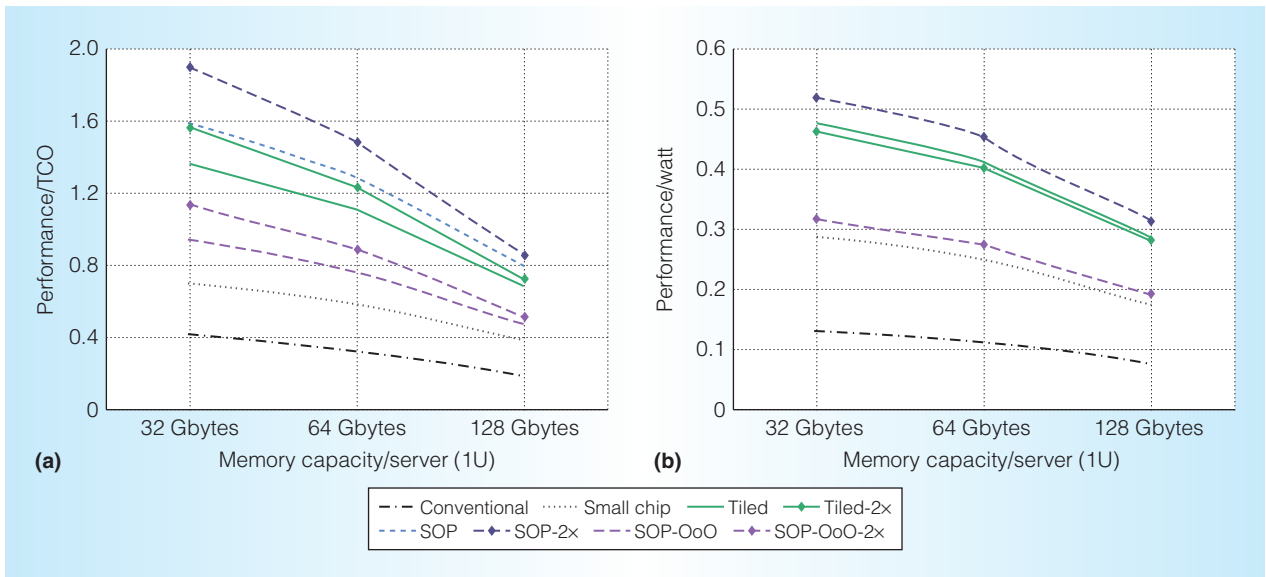 2.0
1.6
1.2
0.8
0.4
0
Performance/TCO
32 Gbytes
64 Gbytes
128 Gbytes
(a)
Memory capacity/server (1U)
0.6
0.5
0.4
0.3
0.2
0.1
0
Performance/watt
32 Gbytes
64 Gbytes
128 Gbytes
(b)
Memory capacity/server (1U)
Conventional
Small chip
Tiled
Tiled-2×
SOP
SOP-2×
SOP-OoO
SOP-OoO-2×